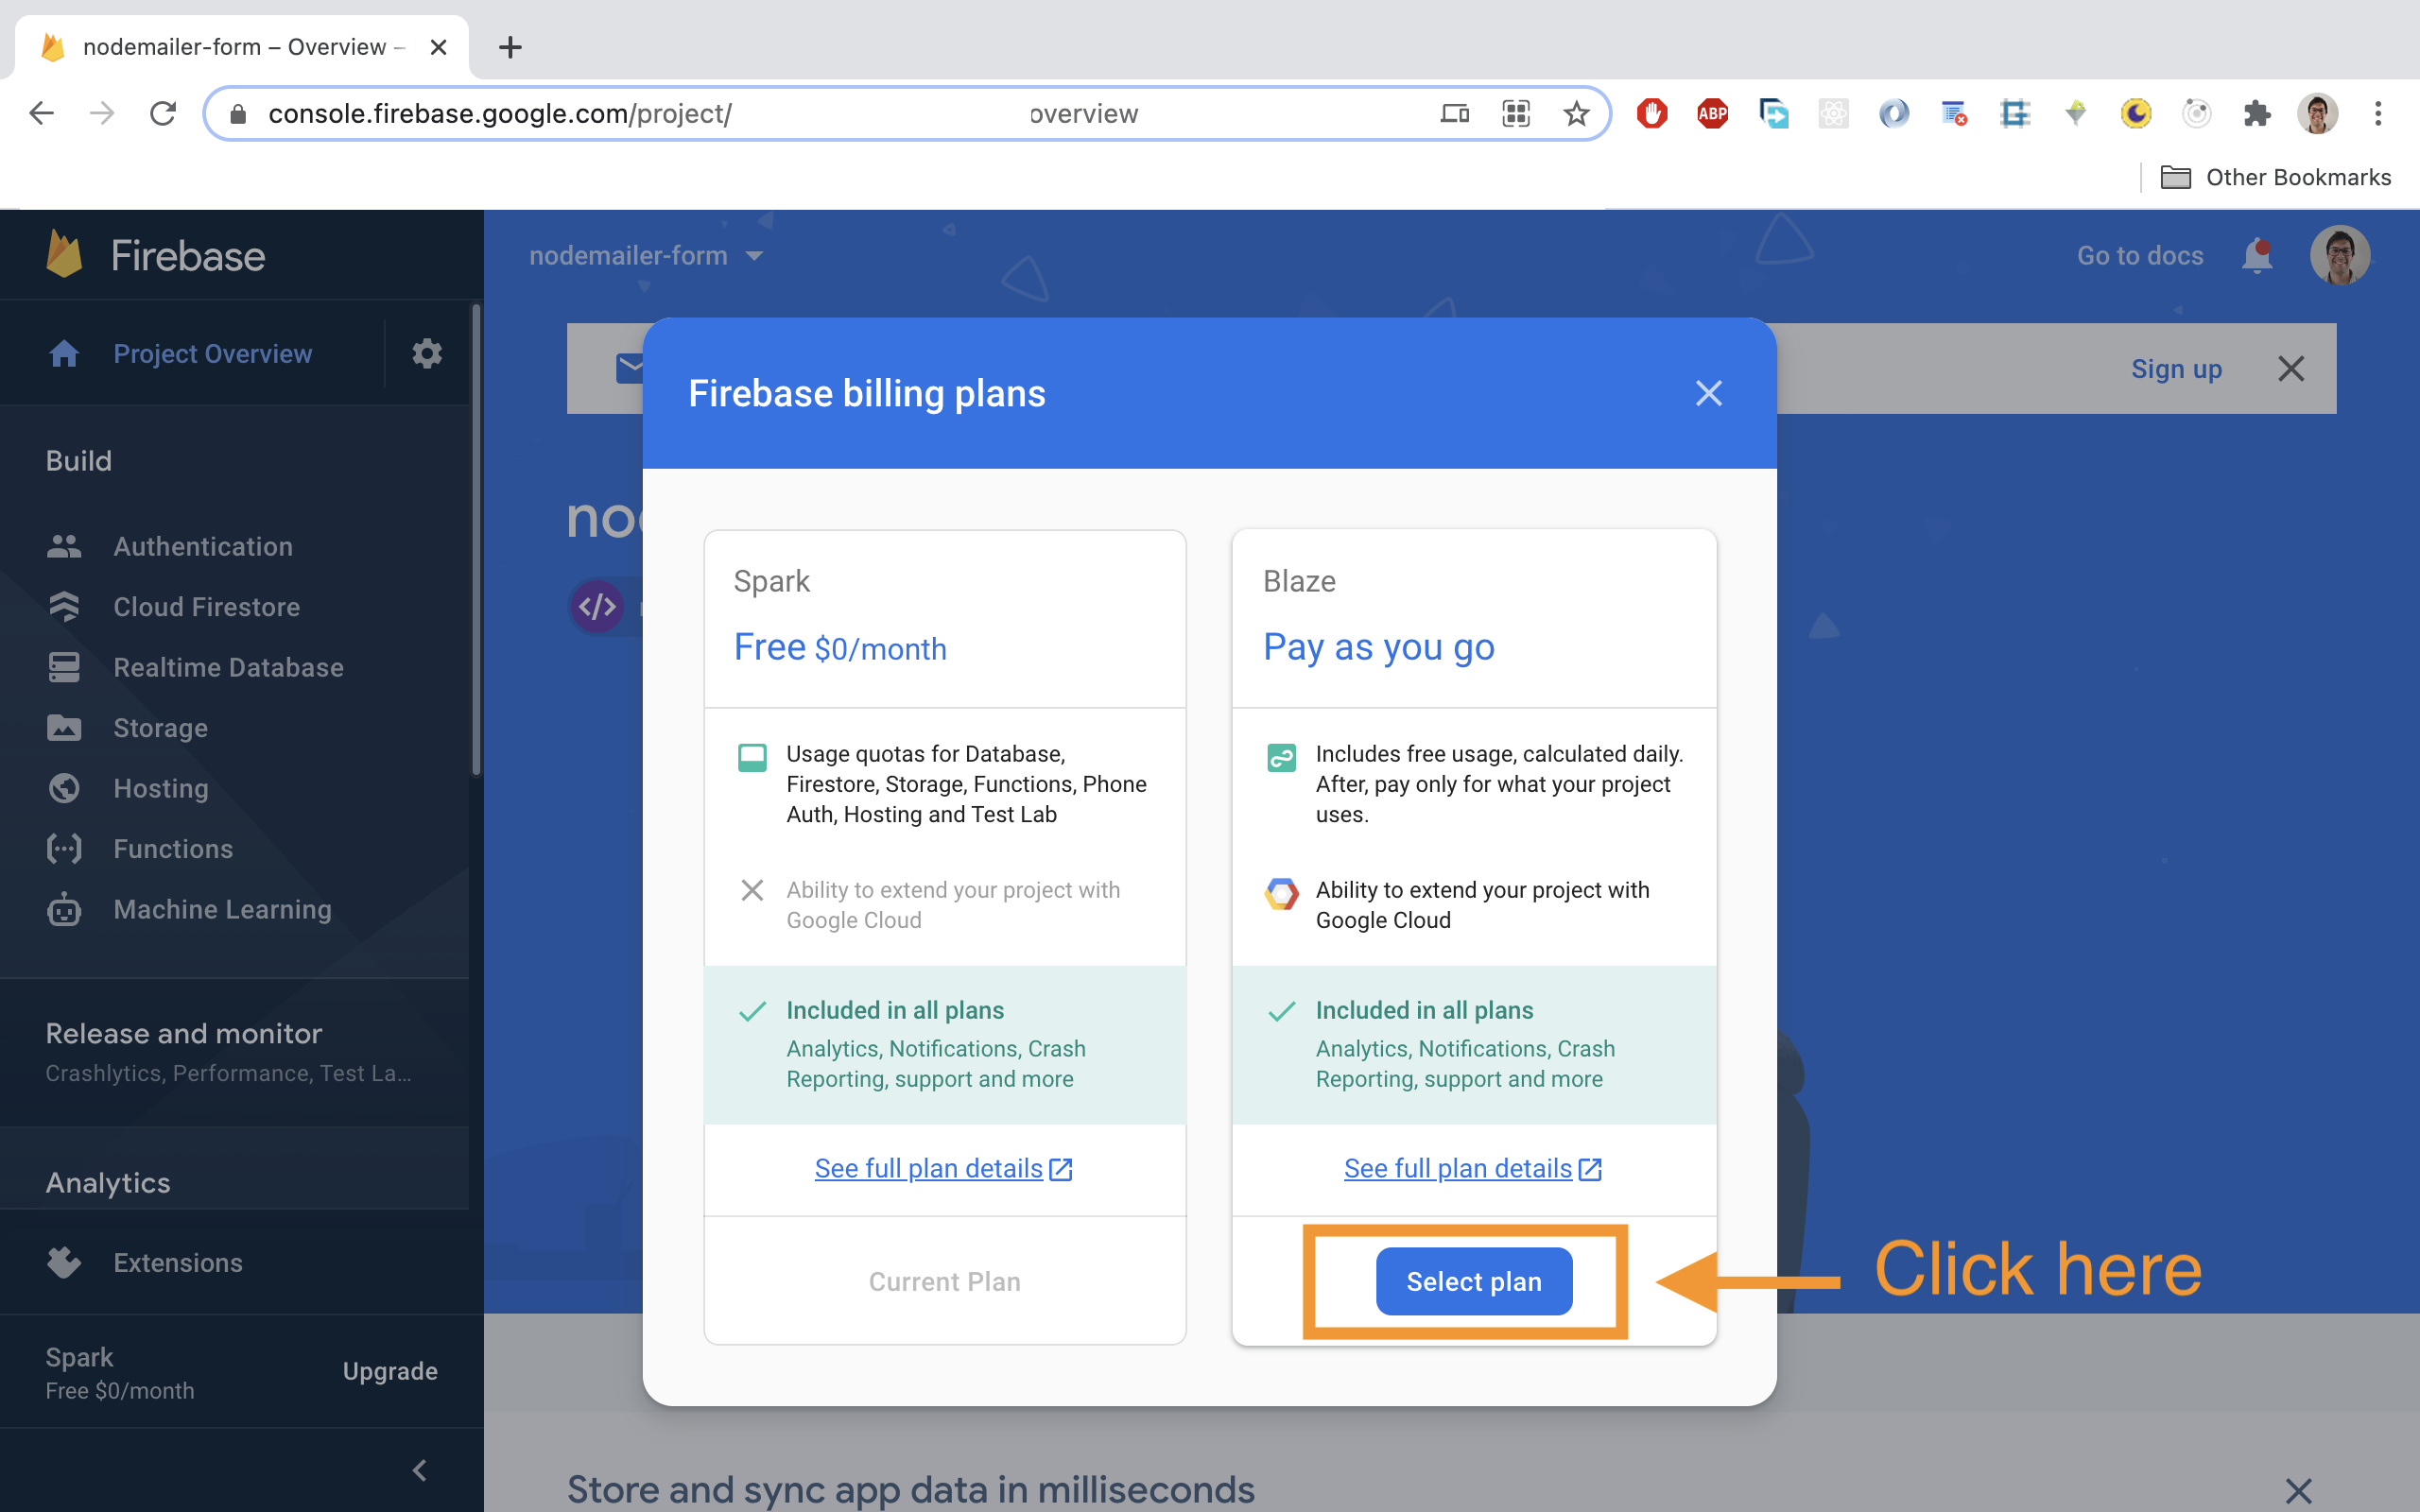 nodemailer-form – Overview –
console.firebase.google.com/project/ overview
ABP
Other Bookmarks
Firebase
nodemailer-form
Go to docs
Project Overview
Sign up
Firebase billing plans
Build
Authentication
Cloud Firestore
Realtime Database
Storage
Hosting
Functions
Machine Learning
Release and monitor
Crashlytics, Performance, Test La...
Analytics
Extensions
Spark
Free $0/month
Upgrade
Spark
Free $0/month
Usage quotas for Database,
Firestore, Storage, Functions, Phone
Auth, Hosting and Test Lab
Ability to extend your project with
Google Cloud
Included in all plans
Analytics, Notifications, Crash
Reporting, support and more
See full plan details
Current Plan
Blaze
Pay as you go
Includes free usage, calculated daily.
After, pay only for what your project
uses.
Ability to extend your project with
Google Cloud
Included in all plans
Analytics, Notifications, Crash
Reporting, support and more
See full plan details
Select plan
Click here
Store and sync app data in milliseconds